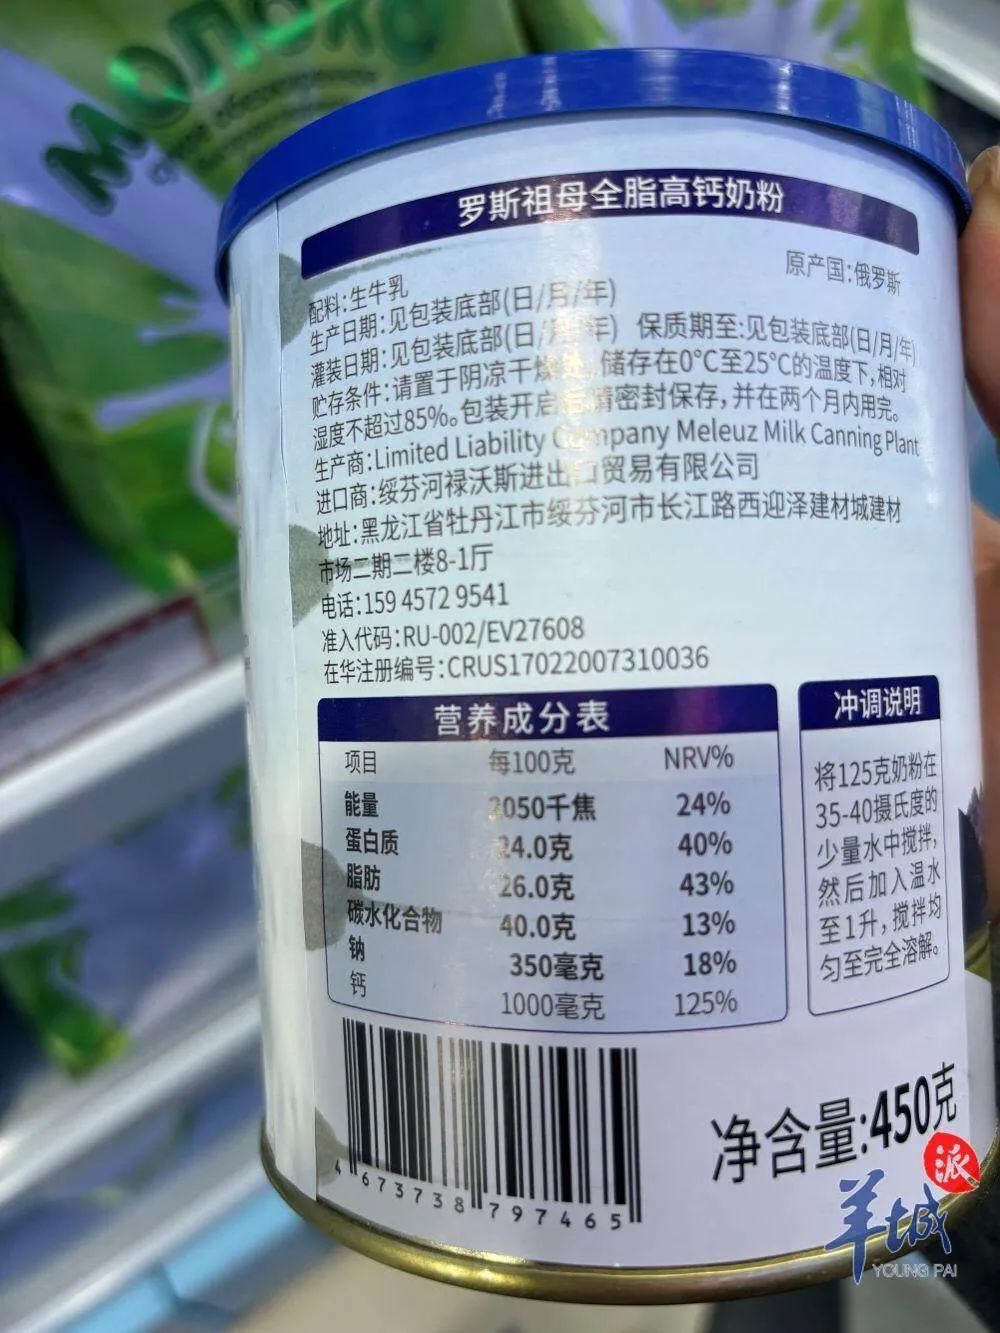 МОЛОКО
罗斯祖母全脂高钙奶粉
原产国:俄罗斯
配料:生牛乳
生产日期:见包装底部(日/月/年)
灌装日期:见包装底部(日/月/年) 保质期至:见包装底部(日/月/年)
贮存条件:请置于阴凉干燥处,储存在0°C至25°C的温度下,相对
湿度不超过85%。包装开启后,请密封保存,并在两个月内用完。
生产商:Limited Liability Company Meleuz Milk Canning Plant
进口商:绥芬河禄沃斯进出口贸易有限公司
地址:黑龙江省牡丹江市绥芬河市长江路西迎泽建材城建材
市场二期二楼8-1厅
电话:159 4572 9541
准入代码:RU-002/EV27608
在华注册编号:CRUS17022007310036
营养成分表
项目 每100克 NRV%
能量 2050千焦 24%
蛋白质 24.0克 40%
脂肪 26.0克 43%
碳水化合物 40.0克 13%
钠 350毫克 18%
钙 1000毫克 125%
冲调说明
将125克奶粉在
35-40摄氏度的
少量水中搅拌,
然后加入温水
至1升,搅拌均
匀至完全溶解。
4 673738 797465
净含量:450克
羊城派
YOUNG PAI